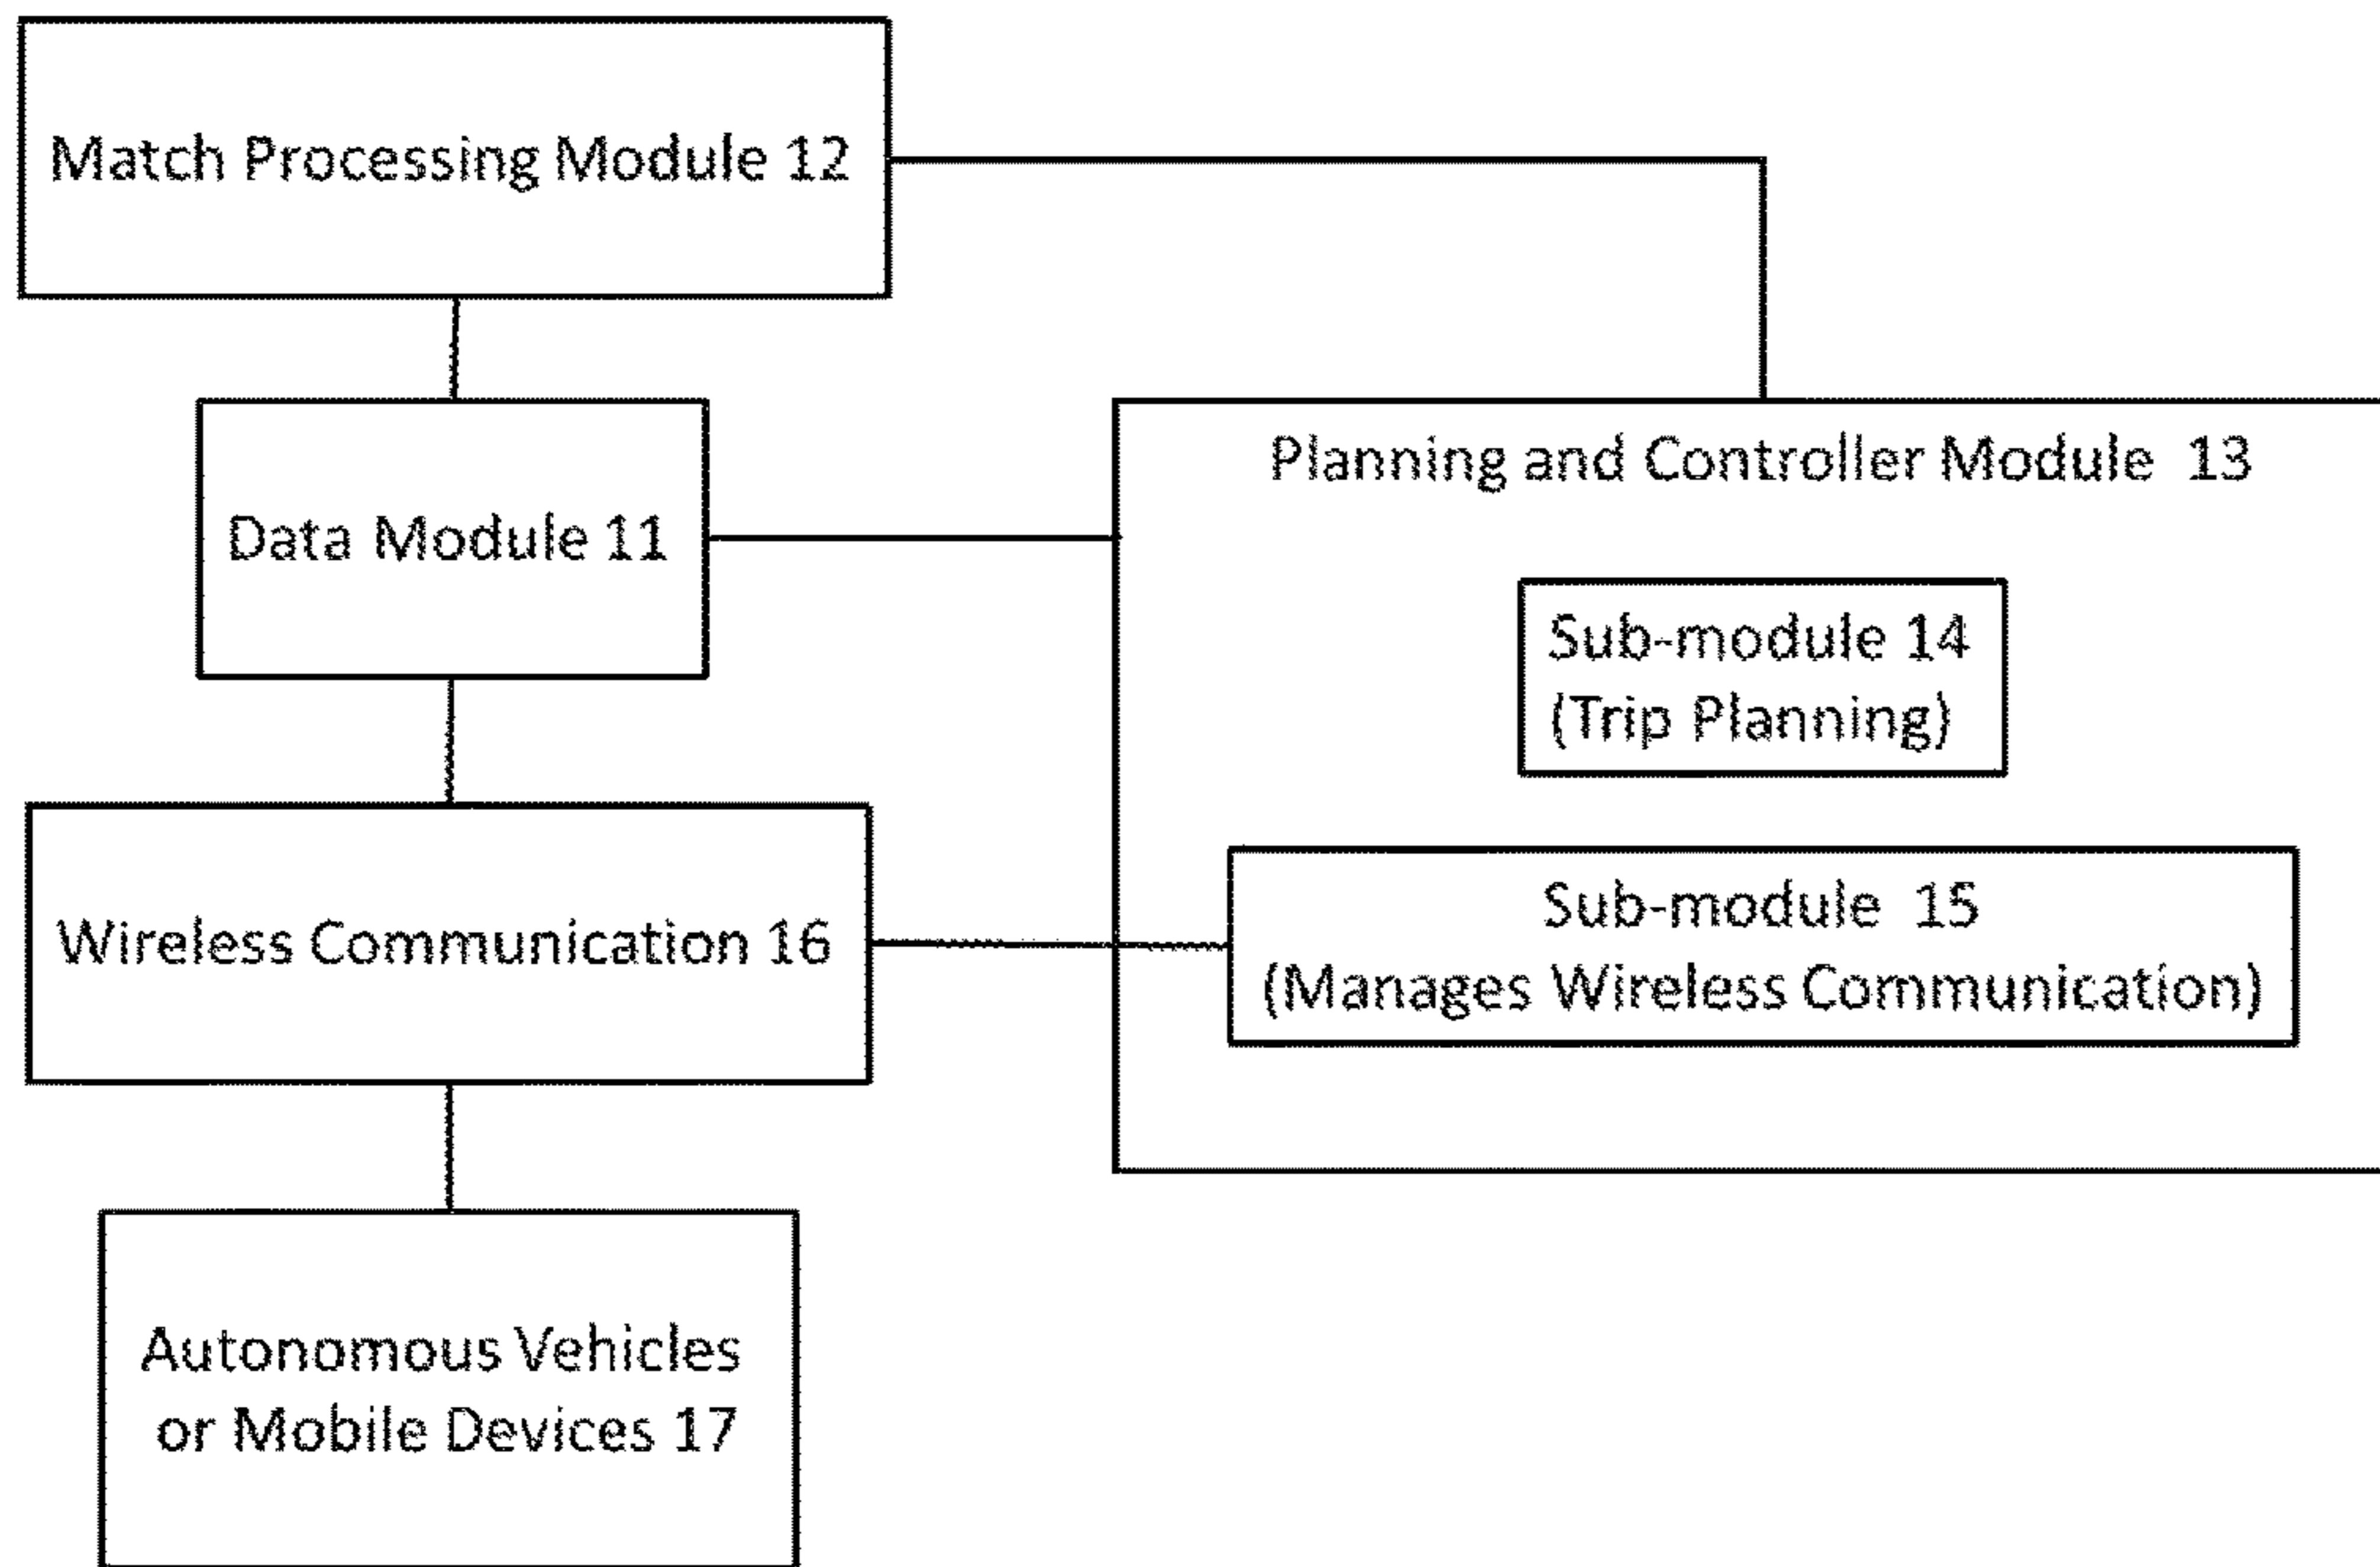 Match Processing Module 12
Data Module 11
Planning and Controller Module 13
Sub-module 14
(Trip Planning)
Sub-module 15
(Manages Wireless Communication)
Wireless Communication 16
Autonomous Vehicles
or Mobile Devices 17